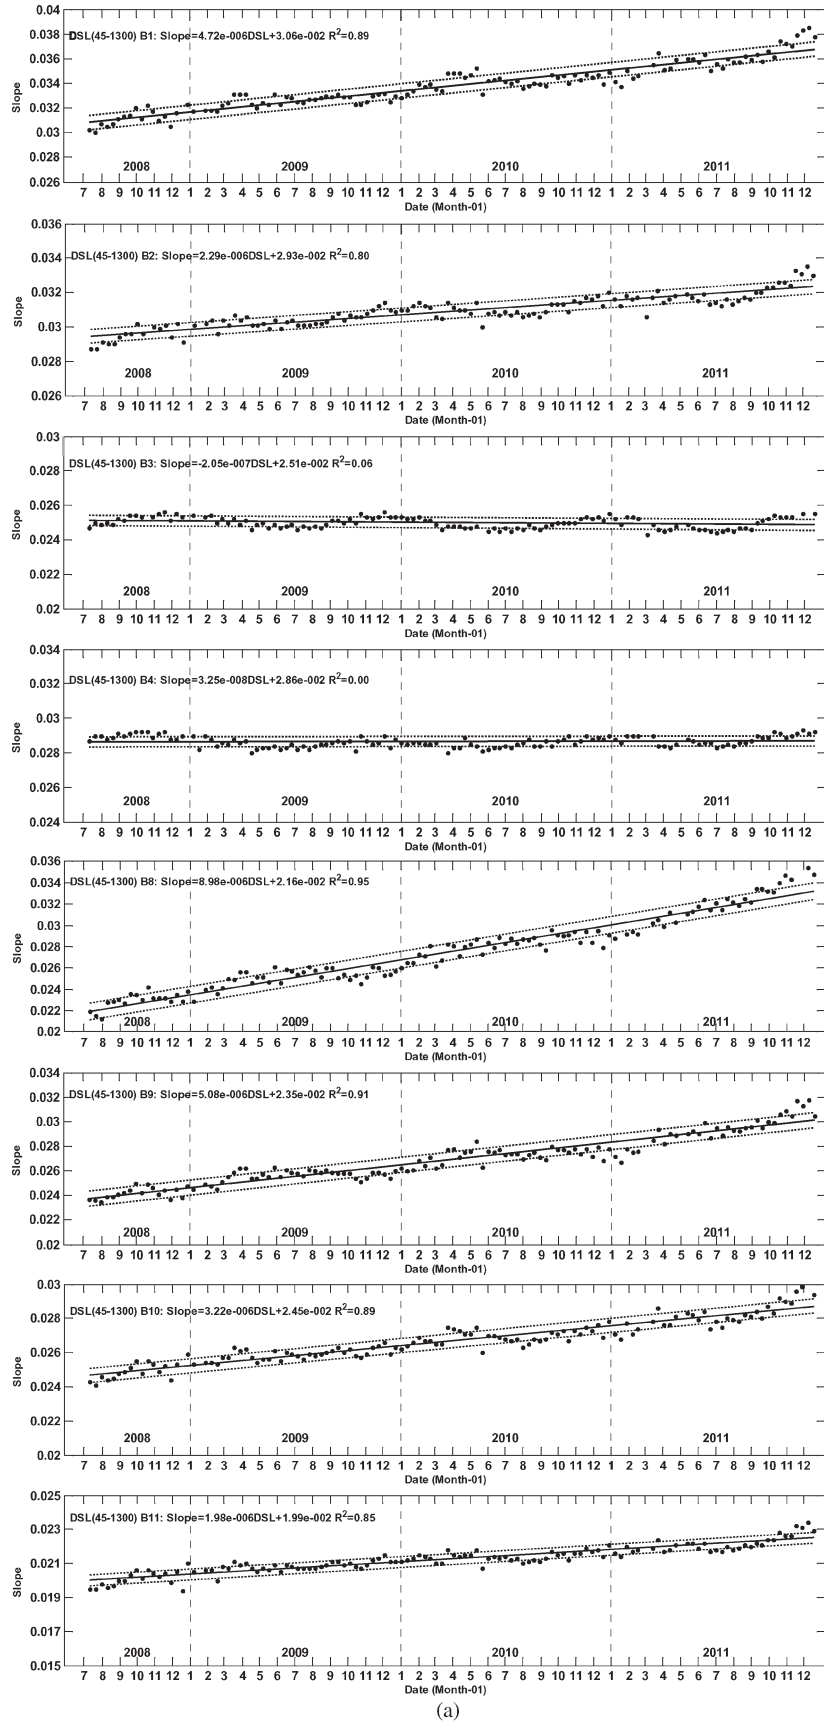 0.04
DSL(45-1300) B1: Slope=4.72e-006DSL+3.06e-002 R²=0.89
0.038
0.036
0.034
0.032
0.03
0.028
0.026
Slope
2008 2009 2010 2011
7 8 9 10 11 12 1 2 3 4 5 6 7 8 9 10 11 12 1 2 3 4 5 6 7 8 9 10 11 12 1 2 3 4 5 6 7 8 9 10 11 12
Date (Month-01)
0.036
DSL(45-1300) B2: Slope=2.29e-006DSL+2.93e-002 R²=0.80
0.034
0.032
0.03
0.028
0.026
Slope
2008 2009 2010 2011
7 8 9 10 11 12 1 2 3 4 5 6 7 8 9 10 11 12 1 2 3 4 5 6 7 8 9 10 11 12 1 2 3 4 5 6 7 8 9 10 11 12
Date (Month-01)
0.03
DSL(45-1300) B3: Slope=-2.05e-007DSL+2.51e-002 R²=0.06
0.028
0.026
0.024
0.022
0.02
Slope
2008 2009 2010 2011
7 8 9 10 11 12 1 2 3 4 5 6 7 8 9 10 11 12 1 2 3 4 5 6 7 8 9 10 11 12 1 2 3 4 5 6 7 8 9 10 11 12
Date (Month-01)
0.034
DSL(45-1300) B4: Slope=3.25e-008DSL+2.86e-002 R²=0.00
0.032
0.03
0.028
0.026
0.024
Slope
2008 2009 2010 2011
7 8 9 10 11 12 1 2 3 4 5 6 7 8 9 10 11 12 1 2 3 4 5 6 7 8 9 10 11 12 1 2 3 4 5 6 7 8 9 10 11 12
Date (Month-01)
0.036
DSL(45-1300) B8: Slope=8.98e-006DSL+2.16e-002 R²=0.95
0.034
0.032
0.03
0.028
0.026
0.024
0.022
0.02
Slope
2008 2009 2010 2011
7 8 9 10 11 12 1 2 3 4 5 6 7 8 9 10 11 12 1 2 3 4 5 6 7 8 9 10 11 12 1 2 3 4 5 6 7 8 9 10 11 12
Date (Month-01)
0.034
DSL(45-1300) B9: Slope=5.08e-006DSL+2.35e-002 R²=0.91
0.032
0.03
0.028
0.026
0.024
0.022
0.02
Slope
2008 2009 2010 2011
7 8 9 10 11 12 1 2 3 4 5 6 7 8 9 10 11 12 1 2 3 4 5 6 7 8 9 10 11 12 1 2 3 4 5 6 7 8 9 10 11 12
Date (Month-01)
0.03
DSL(45-1300) B10: Slope=3.22e-006DSL+2.45e-002 R²=0.89
0.028
0.026
0.024
0.022
0.02
Slope
2008 2009 2010 2011
7 8 9 10 11 12 1 2 3 4 5 6 7 8 9 10 11 12 1 2 3 4 5 6 7 8 9 10 11 12 1 2 3 4 5 6 7 8 9 10 11 12
Date (Month-01)
0.025
DSL(45-1300) B11: Slope=1.98e-006DSL+1.99e-002 R²=0.85
0.023
0.021
0.019
0.017
0.015
Slope
2008 2009 2010 2011
7 8 9 10 11 12 1 2 3 4 5 6 7 8 9 10 11 12 1 2 3 4 5 6 7 8 9 10 11 12 1 2 3 4 5 6 7 8 9 10 11 12
Date (Month-01)
(a)